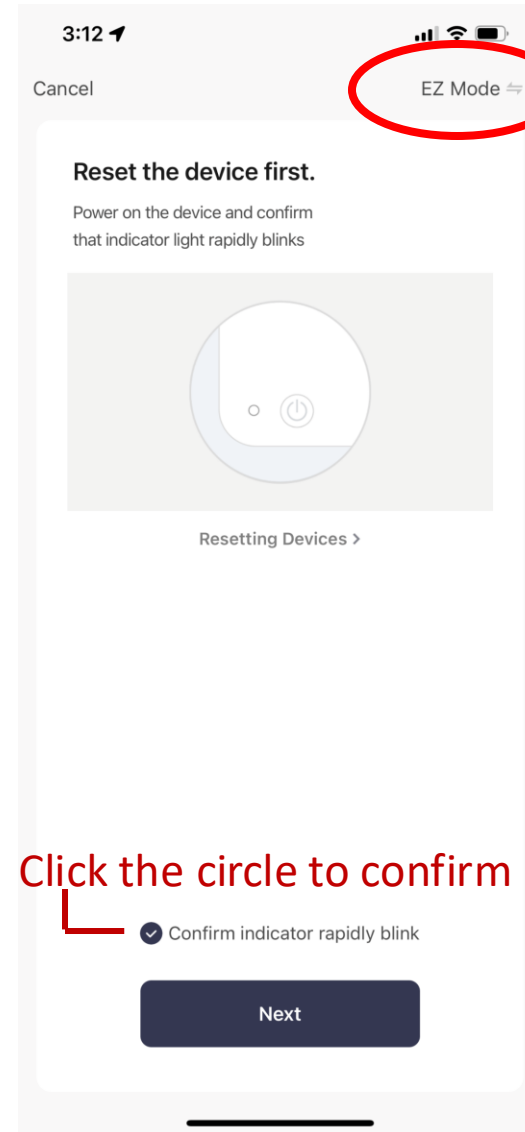 3:12
Cancel
EZ Mode
Reset the device first.
Power on the device and confirm
that indicator light rapidly blinks
Resetting Devices >
Click the circle to confirm
Confirm indicator rapidly blink
Next